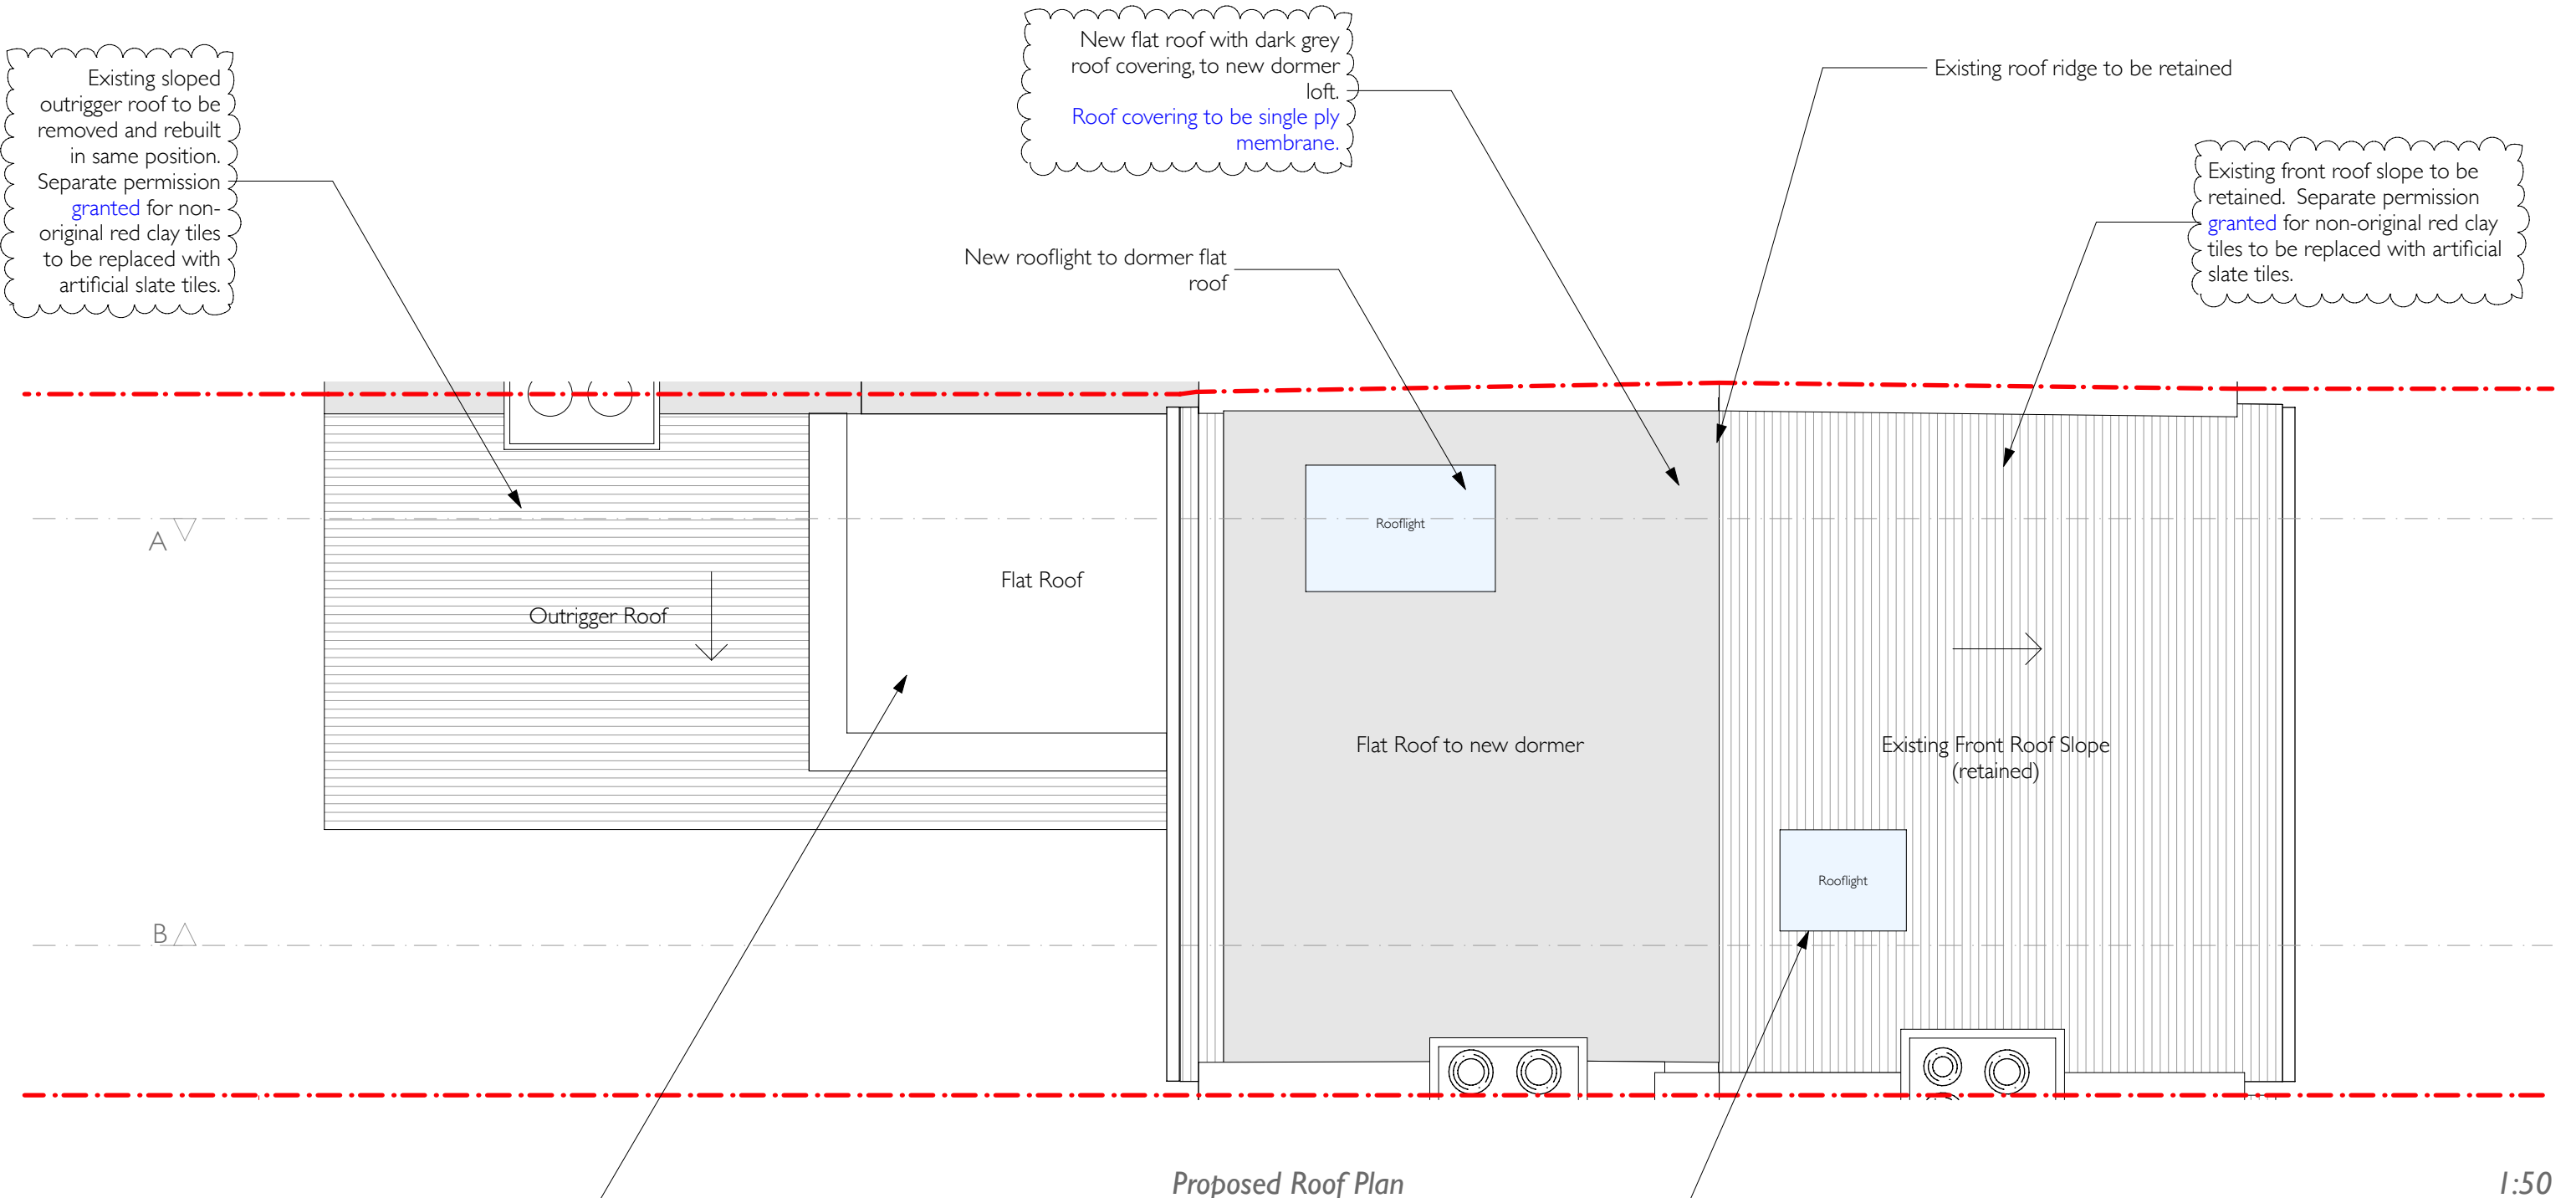 Existing sloped
outrigger roof to be
removed and rebuilt
in same position.
Separate permission
granted for non-
original red clay tiles
to be replaced with
artificial slate tiles.
New flat roof with dark grey
roof covering, to new dormer
loft.
Roof covering to be single ply
membrane.
Existing roof ridge to be retained
Existing front roof slope to be
retained. Separate permission
granted for non-original red clay
tiles to be replaced with artificial
slate tiles.
New rooflight to dormer flat
roof
A
Rooflight
Flat Roof
Outrigger Roof
Flat Roof to new dormer
Existing Front Roof Slope
(retained)
Rooflight
B
Proposed Roof Plan
1:50